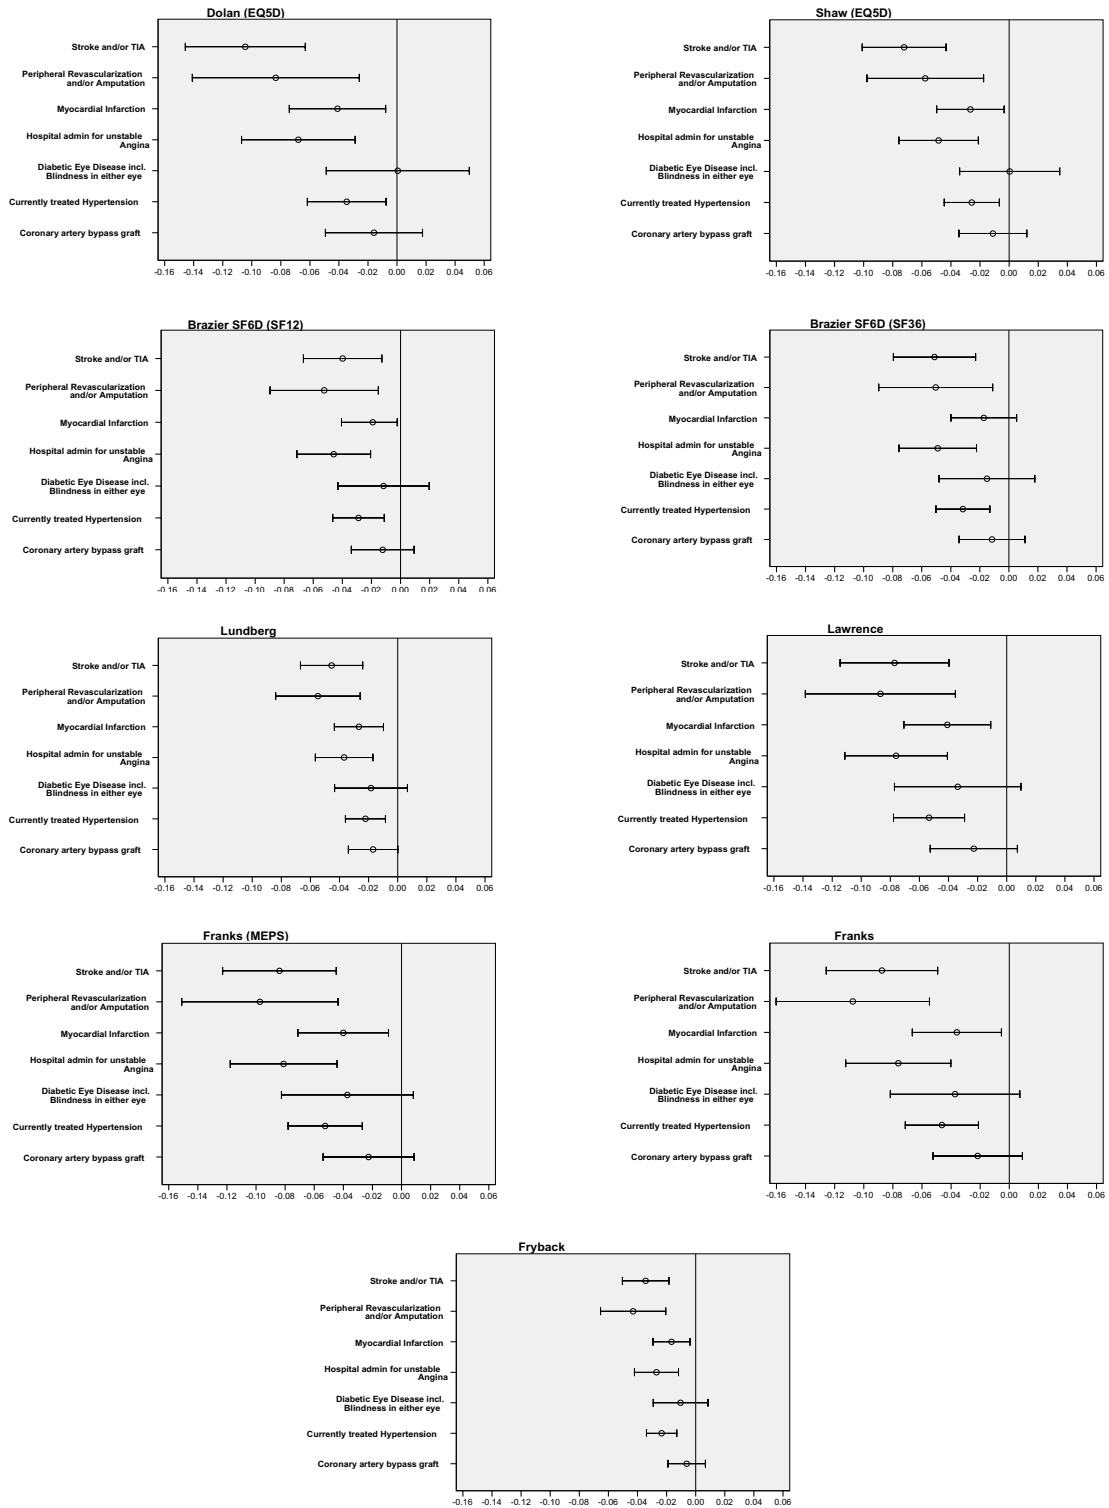 Dolan (EQ5D)
Stroke and/or TIA
Peripheral Revascularization
and/or Amputation
Myocardial Infarction
Hospital admin for unstable
Angina
Diabetic Eye Disease incl.
Blindness in either eye
Currently treated Hypertension
Coronary artery bypass graft
-0.16 -0.14 -0.12 -0.10 -0.08 -0.06 -0.04 -0.02 0.00 0.02 0.04 0.06
Shaw (EQ5D)
Stroke and/or TIA
Peripheral Revascularization
and/or Amputation
Myocardial Infarction
Hospital admin for unstable
Angina
Diabetic Eye Disease incl.
Blindness in either eye
Currently treated Hypertension
Coronary artery bypass graft
-0.16 -0.14 -0.12 -0.10 -0.08 -0.06 -0.04 -0.02 0.00 0.02 0.04 0.06
Brazier SF6D (SF12)
Stroke and/or TIA
Peripheral Revascularization
and/or Amputation
Myocardial Infarction
Hospital admin for unstable
Angina
Diabetic Eye Disease incl.
Blindness in either eye
Currently treated Hypertension
Coronary artery bypass graft
-0.16 -0.14 -0.12 -0.10 -0.08 -0.06 -0.04 -0.02 0.00 0.02 0.04 0.06
Brazier SF6D (SF36)
Stroke and/or TIA
Peripheral Revascularization
and/or Amputation
Myocardial Infarction
Hospital admin for unstable
Angina
Diabetic Eye Disease incl.
Blindness in either eye
Currently treated Hypertension
Coronary artery bypass graft
-0.16 -0.14 -0.12 -0.10 -0.08 -0.06 -0.04 -0.02 0.00 0.02 0.04 0.06
Lundberg
Stroke and/or TIA
Peripheral Revascularization
and/or Amputation
Myocardial Infarction
Hospital admin for unstable
Angina
Diabetic Eye Disease incl.
Blindness in either eye
Currently treated Hypertension
Coronary artery bypass graft
-0.16 -0.14 -0.12 -0.10 -0.08 -0.06 -0.04 -0.02 0.00 0.02 0.04 0.06
Lawrence
Stroke and/or TIA
Peripheral Revascularization
and/or Amputation
Myocardial Infarction
Hospital admin for unstable
Angina
Diabetic Eye Disease incl.
Blindness in either eye
Currently treated Hypertension
Coronary artery bypass graft
-0.16 -0.14 -0.12 -0.10 -0.08 -0.06 -0.04 -0.02 0.00 0.02 0.04 0.06
Franks (MEPS)
Stroke and/or TIA
Peripheral Revascularization
and/or Amputation
Myocardial Infarction
Hospital admin for unstable
Angina
Diabetic Eye Disease incl.
Blindness in either eye
Currently treated Hypertension
Coronary artery bypass graft
-0.16 -0.14 -0.12 -0.10 -0.08 -0.06 -0.04 -0.02 0.00 0.02 0.04 0.06
Franks
Stroke and/or TIA
Peripheral Revascularization
and/or Amputation
Myocardial Infarction
Hospital admin for unstable
Angina
Diabetic Eye Disease incl.
Blindness in either eye
Currently treated Hypertension
Coronary artery bypass graft
-0.16 -0.14 -0.12 -0.10 -0.08 -0.06 -0.04 -0.02 0.00 0.02 0.04 0.06
Fryback
Stroke and/or TIA
Peripheral Revascularization
and/or Amputation
Myocardial Infarction
Hospital admin for unstable
Angina
Diabetic Eye Disease incl.
Blindness in either eye
Currently treated Hypertension
Coronary artery bypass graft
-0.16 -0.14 -0.12 -0.10 -0.08 -0.06 -0.04 -0.02 0.00 0.02 0.04 0.06